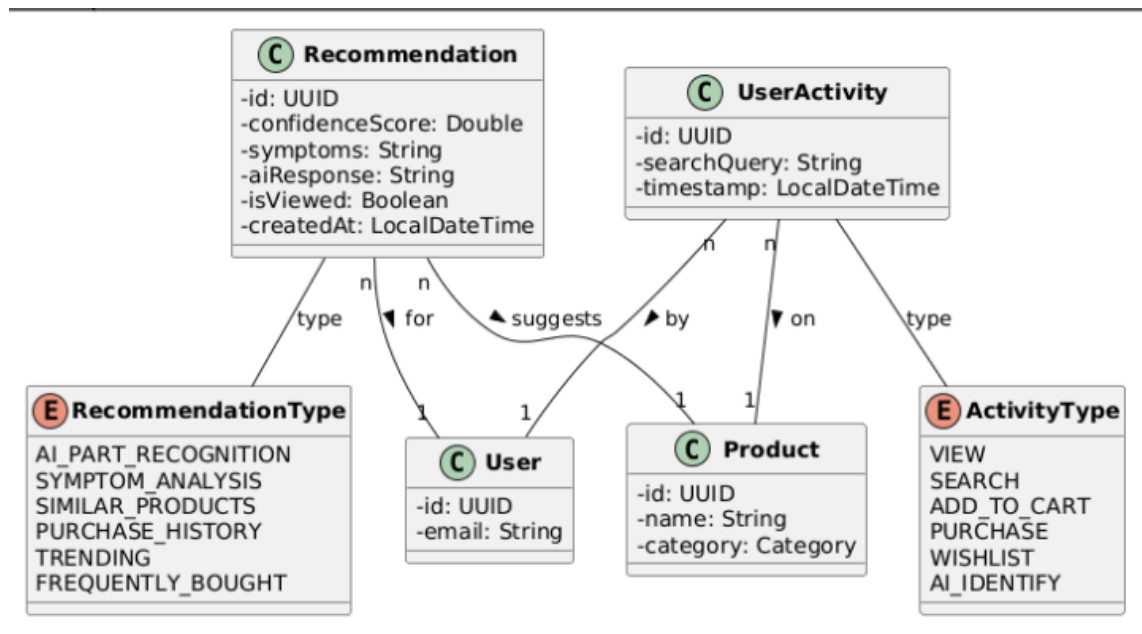 C Recommendation
-id: UUID
-confidenceScore: Double
-symptoms: String
-aiResponse: String
-isViewed: Boolean
-createdAt: LocalDateTime
C UserActivity
-id: UUID
-searchQuery: String
-timestamp: LocalDateTime
n
n
n
n
type
for
suggests
by
on
type
1
1
1
1
E RecommendationType
AI_PART_RECOGNITION
SYMPTOM_ANALYSIS
SIMILAR_PRODUCTS
PURCHASE_HISTORY
TRENDING
FREQUENTLY_BOUGHT
C User
-id: UUID
-email: String
C Product
-id: UUID
-name: String
-category: Category
E ActivityType
VIEW
SEARCH
ADD_TO_CART
PURCHASE
WISHLIST
AI_IDENTIFY